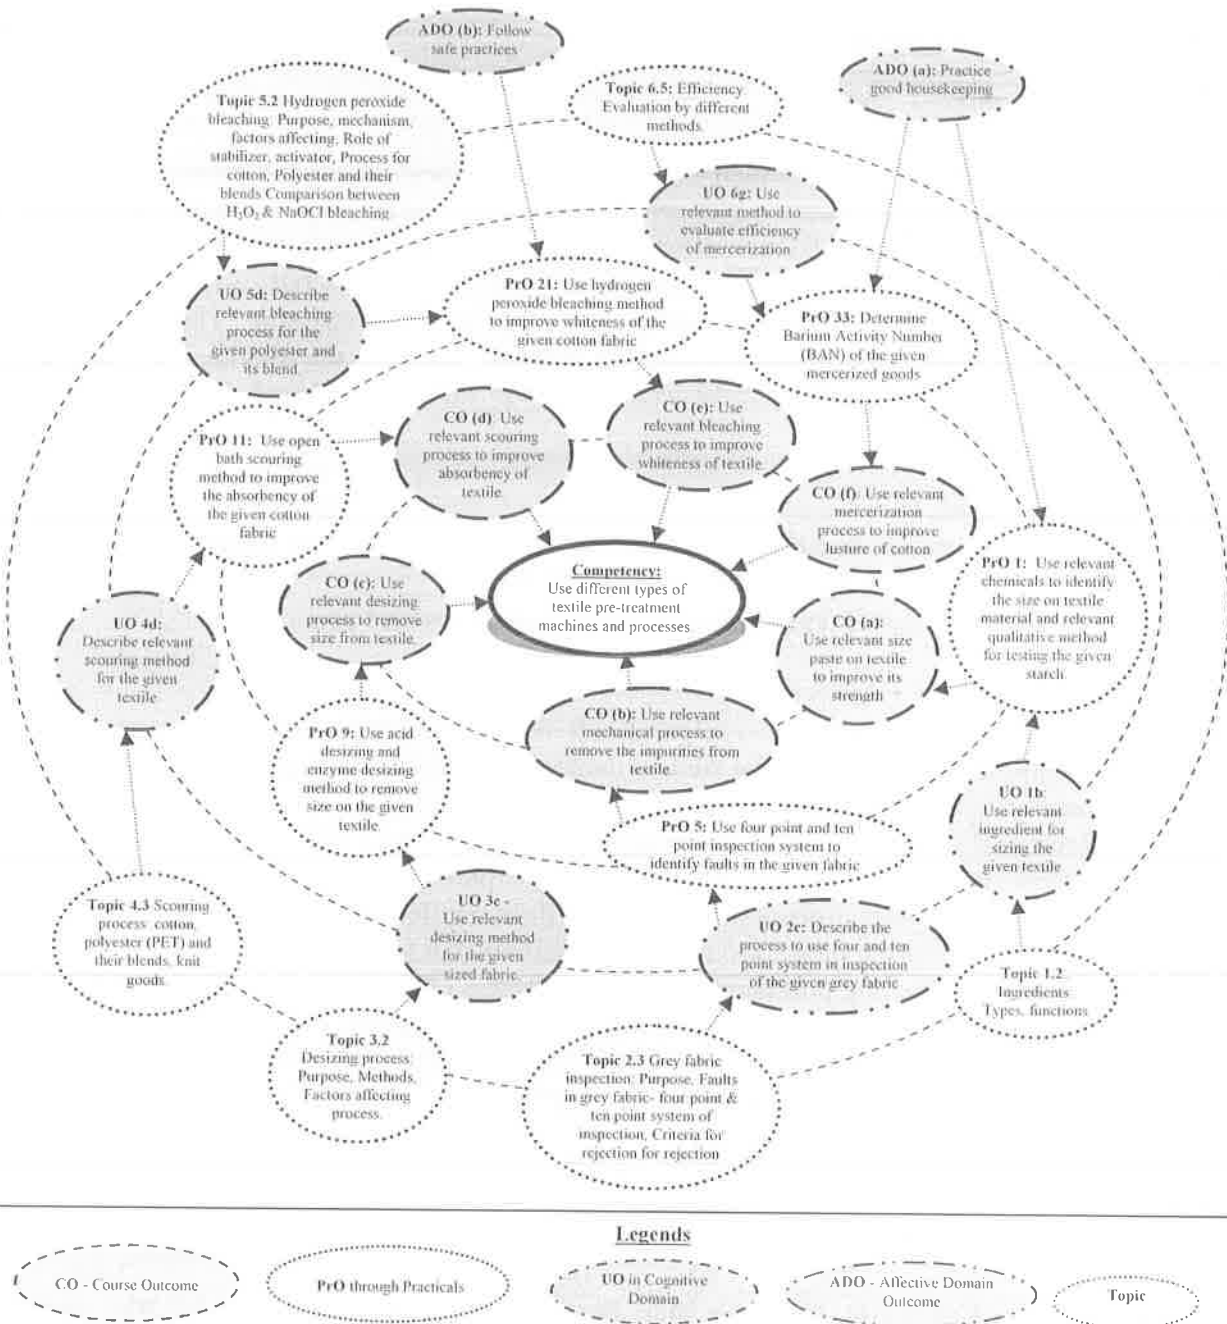 ADO (b): Follow
safe practices
ADO (a): Practice
good housekeeping
Topic 5.2 Hydrogen peroxide
bleaching: Purpose, mechanism,
factors affecting, Role of
stabilizer, activator, Process for
cotton, Polyester and their
blends Comparison between
H₂O₂ & NaOCl bleaching
Topic 6.5: Efficiency
Evaluation by different
methods.
UO 6g: Use
relevant method to
evaluate efficiency
of mercerization
UO 5d: Describe
relevant bleaching
process for the
given polyester and
its blend.
PrO 21: Use hydrogen
peroxide bleaching method
to improve whiteness of the
given cotton fabric
PrO 33: Determine
Barium Activity Number
(BAN) of the given
mercerized goods
PrO 11: Use open
bath scouring
method to improve
the absorbency of
the given cotton
fabric
CO (d): Use
relevant scouring
process to improve
absorbency of
textile.
CO (e): Use
relevant bleaching
process to improve
whiteness of textile.
CO (f): Use relevant
mercerization
process to improve
lusture of cotton
PrO 1: Use relevant
chemicals to identify
the size on textile
material and relevant
qualitative method
for testing the given
starch.
CO (c): Use
relevant desizing
process to remove
size from textile.
Competency:
Use different types of
textile pre-treatment
machines and processes
CO (a):
Use relevant size
paste on textile
to improve its
strength
UO 4d:
Describe relevant
scouring method
for the given
textile
CO (b): Use relevant
mechanical process to
remove the impurities from
textile.
PrO 9: Use acid
desizing and
enzyme desizing
method to remove
size on the given
textile.
PrO 5: Use four point and ten
point inspection system to
identify faults in the given fabric
UO 1b:
Use relevant
ingredient for
sizing the
given textile
Topic 4.3 Scouring
process: cotton,
polyester (PET) and
their blends, knit
goods.
UO 3c -
Use relevant
desizing method
for the given
sized fabric.
UO 2c: Describe the
process to use four and ten
point system in inspection
of the given grey fabric
Topic 1.2
Ingredients:
Types, functions
Topic 3.2
Desizing process:
Purpose, Methods,
Factors affecting
process.
Topic 2.3 Grey fabric
inspection: Purpose, Faults
in grey fabric- four point &
ten point system of
inspection, Criteria for
rejection for rejection
Legends
CO - Course Outcome
PrO through Practicals
UO in Cognitive
Domain
ADO - Affective Domain
Outcome
Topic